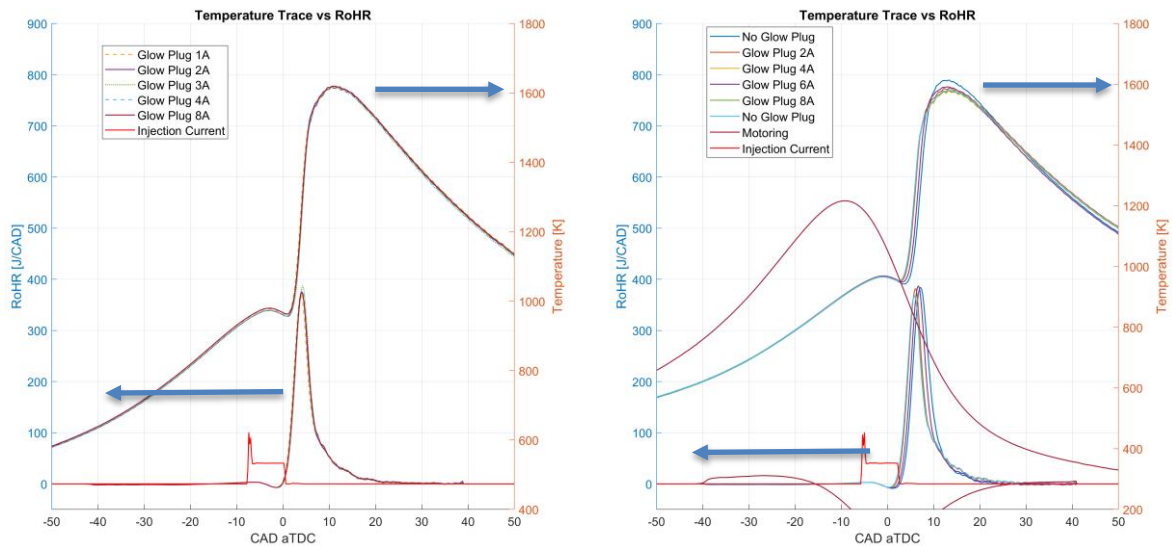 Temperature Trace vs RoHR
900
800
700
600
500
400
300
200
100
0
RoHR [J/CAD]
Glow Plug 1A
Glow Plug 2A
Glow Plug 3A
Glow Plug 4A
Glow Plug 8A
Injection Current
1800
1600
1400
1200
1000
800
600
400
Temperature [K]
-50 -40 -30 -20 -10 0 10 20 30 40 50
CAD aTDC
Temperature Trace vs RoHR
900
800
700
600
500
400
300
200
100
0
RoHR [J/CAD]
No Glow Plug
Glow Plug 2A
Glow Plug 4A
Glow Plug 6A
Glow Plug 8A
No Glow Plug
Motoring
Injection Current
1800
1600
1400
1200
1000
800
600
400
200
Temperature [K]
-50 -40 -30 -20 -10 0 10 20 30 40 50
CAD aTDC